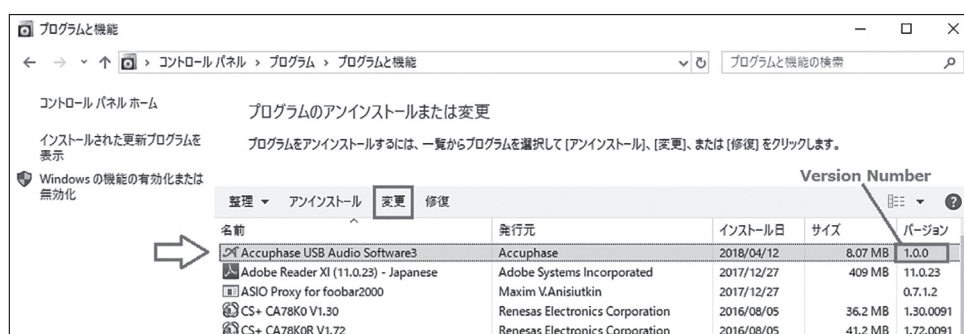 プログラムと機能
コントロール パネル › プログラム › プログラムと機能
プログラムと機能の検索
コントロール パネル ホーム
インストールされた更新プログラムを
表示
Windows の機能の有効化または
無効化
プログラムのアンインストールまたは変更
プログラムをアンインストールするには、一覧からプログラムを選択して [アンインストール]、[変更]、または [修復] をクリックします。
Version Number
整理 アンインストール 変更 修復
名前 発行元 インストール日 サイズ バージョン
Accuphase USB Audio Software3 Accuphase 2018/04/12 8.07 MB 1.0.0
Adobe Reader XI (11.0.23) - Japanese Adobe Systems Incorporated 2017/12/27 409 MB 11.0.23
ASIO Proxy for foobar2000 Maxim V.Anisiutkin 2017/12/27 0.7.1.2
CS+ CA78K0 V1.30 Renesas Electronics Corporation 2016/08/05 36.2 MB 1.30.0091
CS+ CA78K0R V1.72 Renesas Electronics Corporation 2016/08/05 41.2 MB 1.72.0091